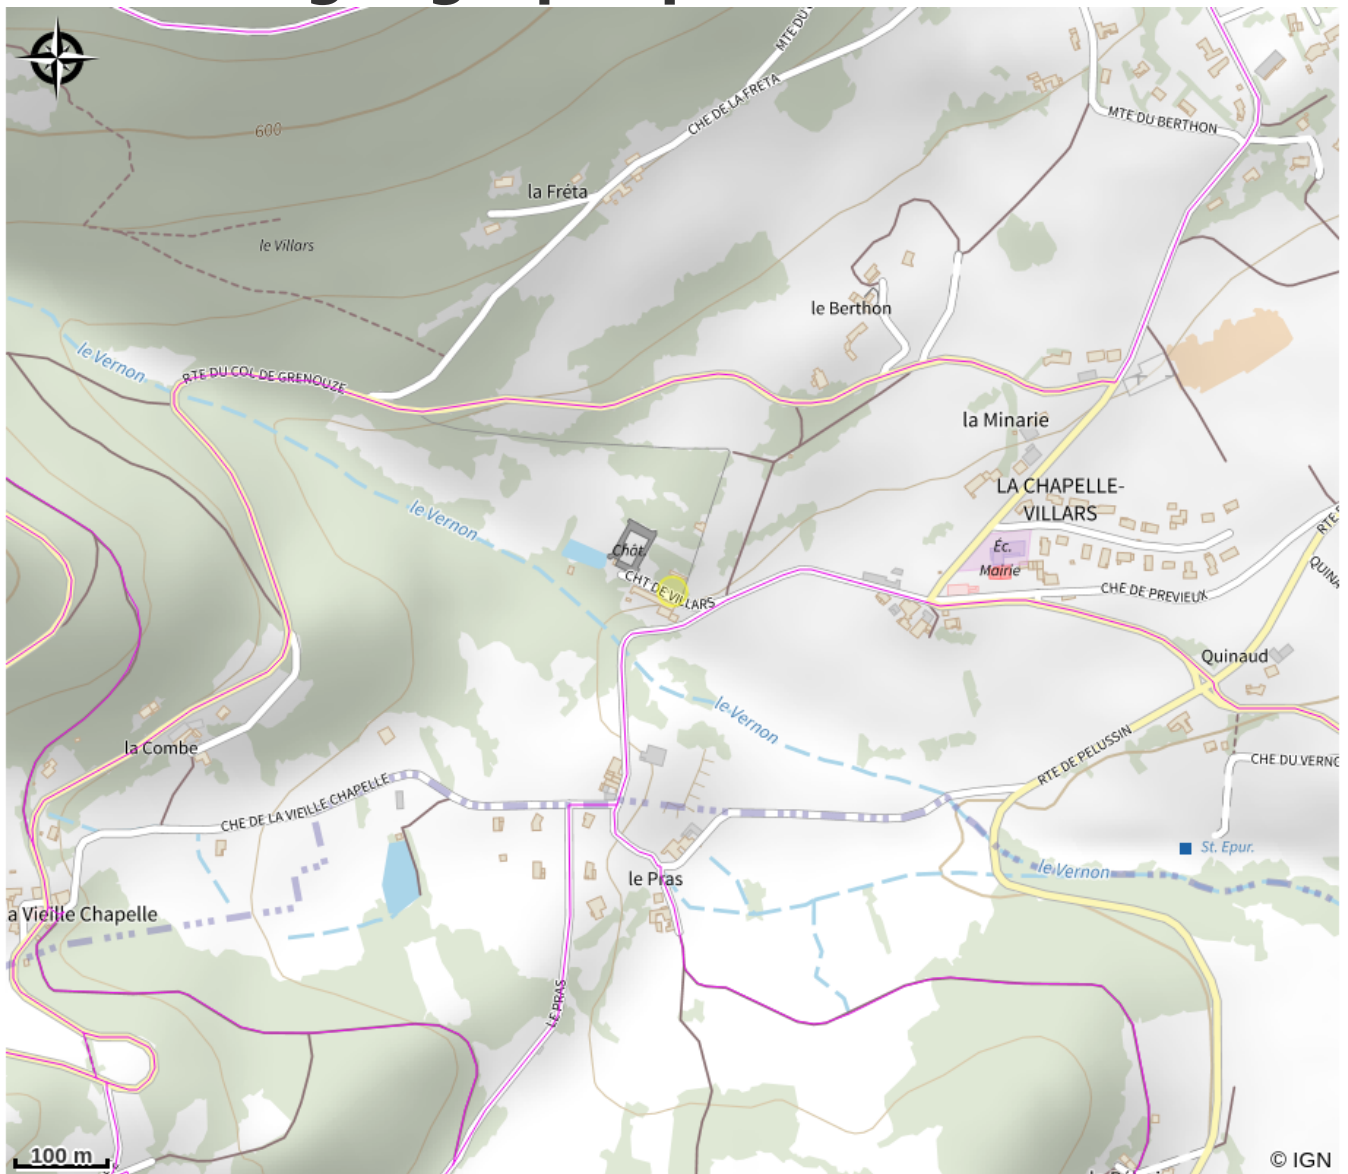 MTE DU
CHE DE LA FRETA
600
MTE DU BERTHON
la Fréta
le Villars
le Berthon
le Vernon
RTE DU COL DE GRENOUZE
la Minarie
LA CHAPELLE-
VILLARS
le Vernon
Éc.
Chât.
Mairie
CHT DE VILLARS
CHE DE PREVIEUX
Quinaud
le Vernon
la Combe
RTE DE PELUSSIN
CHE DU VERNO
CHE DE LA VIEILLE CHAPELLE
St. Epur.
le Vernon
le Pras
a Vieille Chapelle
LE PRAS
100 m
© IGN